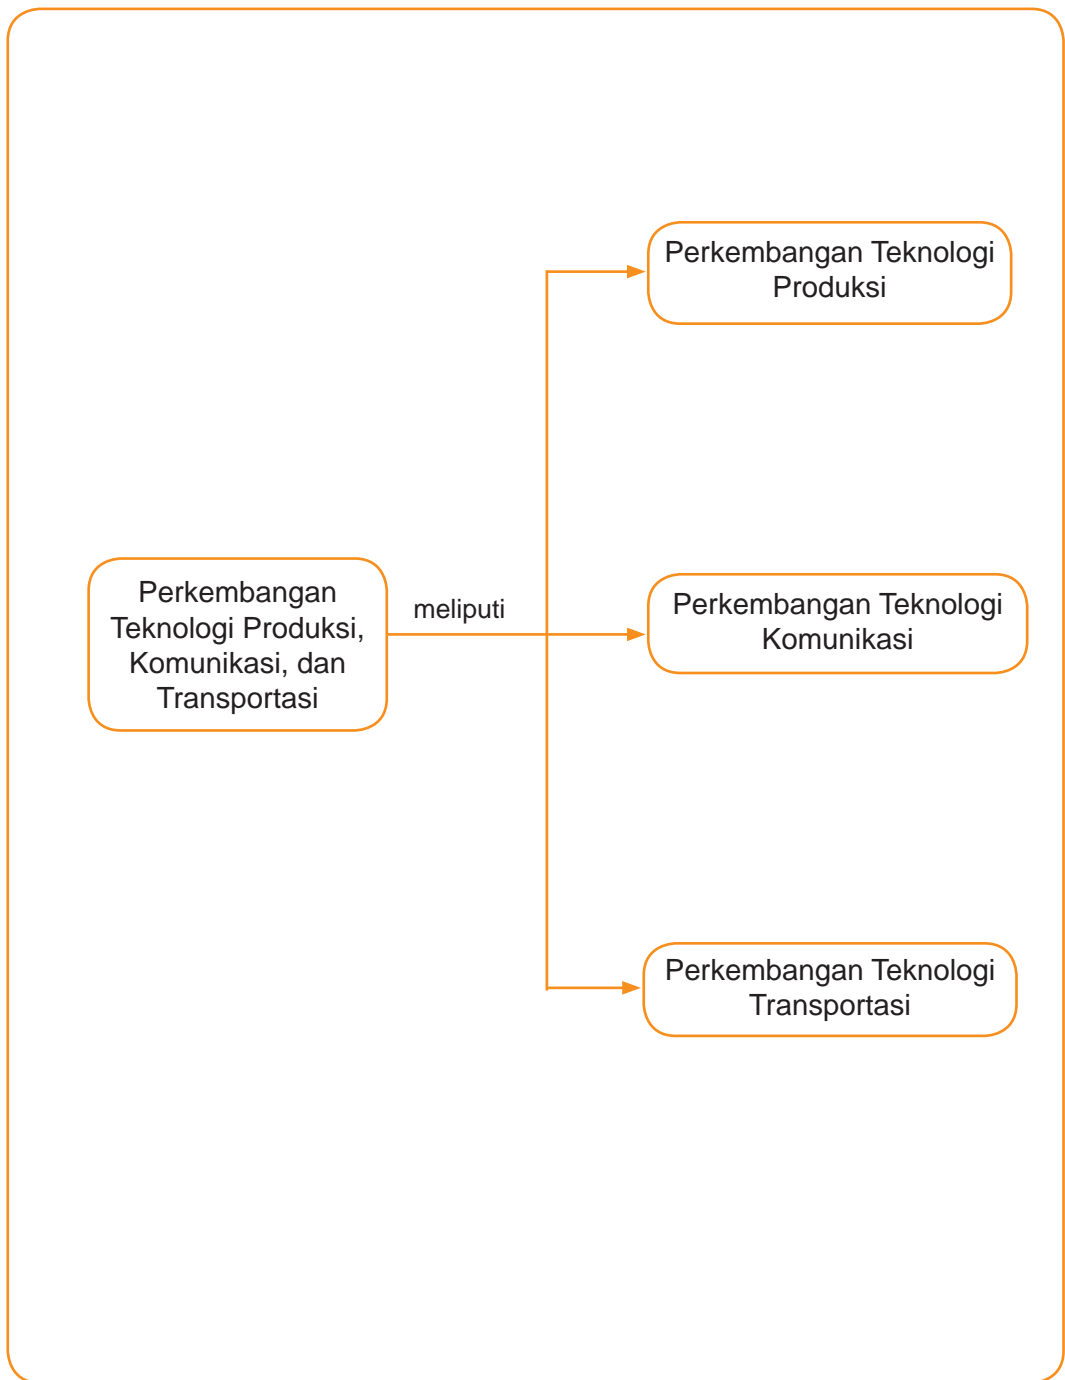 Perkembangan Teknologi
Produksi
Perkembangan
Teknologi Produksi,
Komunikasi, dan
Transportasi
meliputi
Perkembangan Teknologi
Komunikasi
Perkembangan Teknologi
Transportasi